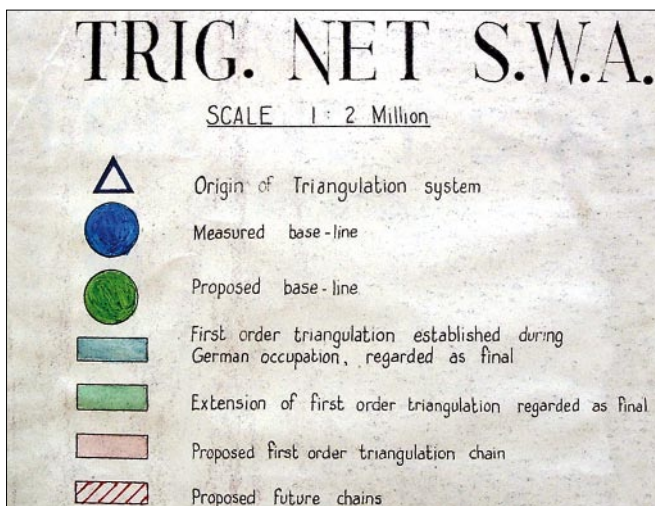 TRIG. NET S.W.A.
SCALE 1: 2 Million
Origin of Triangulation system
Measured base-line
Proposed base-line
First order triangulation established during
German occupation, regarded as final
Extension of first order triangulation regarded as final
Proposed first order triangulation chain
Proposed future chains